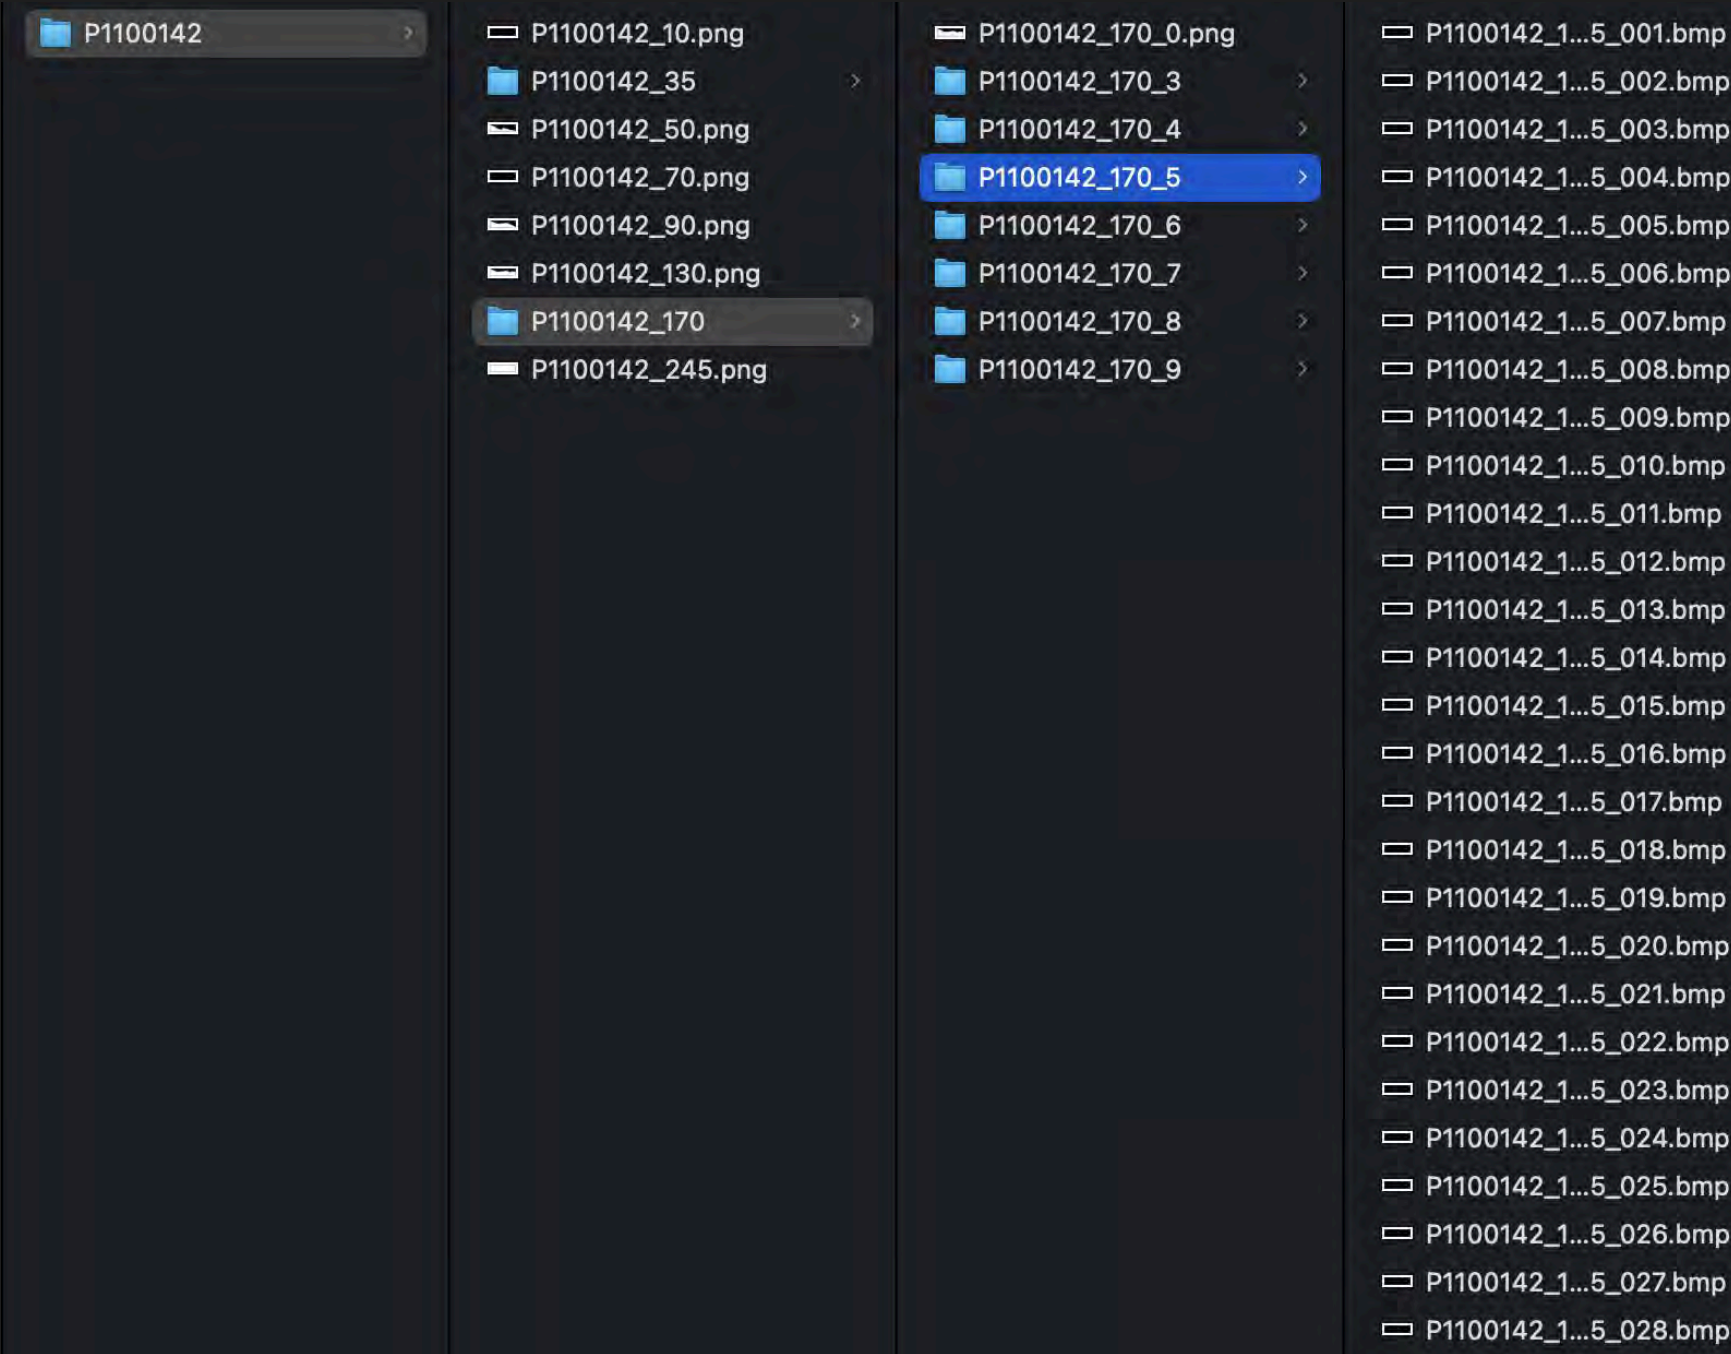 P1100142
P1100142_10.png
P1100142_35
P1100142_50.png
P1100142_70.png
P1100142_90.png
P1100142_130.png
P1100142_170
P1100142_245.png
P1100142_170_0.png
P1100142_170_3
P1100142_170_4
P1100142_170_5
P1100142_170_6
P1100142_170_7
P1100142_170_8
P1100142_170_9
P1100142_1...5_001.bmp
P1100142_1...5_002.bmp
P1100142_1...5_003.bmp
P1100142_1...5_004.bmp
P1100142_1...5_005.bmp
P1100142_1...5_006.bmp
P1100142_1...5_007.bmp
P1100142_1...5_008.bmp
P1100142_1...5_009.bmp
P1100142_1...5_010.bmp
P1100142_1...5_011.bmp
P1100142_1...5_012.bmp
P1100142_1...5_013.bmp
P1100142_1...5_014.bmp
P1100142_1...5_015.bmp
P1100142_1...5_016.bmp
P1100142_1...5_017.bmp
P1100142_1...5_018.bmp
P1100142_1...5_019.bmp
P1100142_1...5_020.bmp
P1100142_1...5_021.bmp
P1100142_1...5_022.bmp
P1100142_1...5_023.bmp
P1100142_1...5_024.bmp
P1100142_1...5_025.bmp
P1100142_1...5_026.bmp
P1100142_1...5_027.bmp
P1100142_1...5_028.bmp